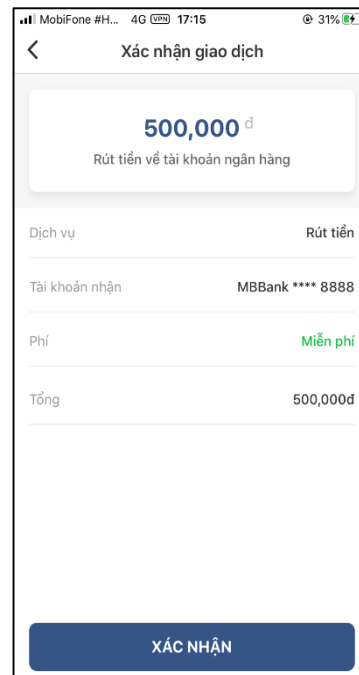 MobiFone #H... 4G VPN 17:15 31%
Xác nhận giao dịch
500,000 đ
Rút tiền về tài khoản ngân hàng
Dịch vụ Rút tiền
Tài khoản nhận MBBank **** 8888
Phí Miễn phí
Tổng 500,000đ
XÁC NHẬN